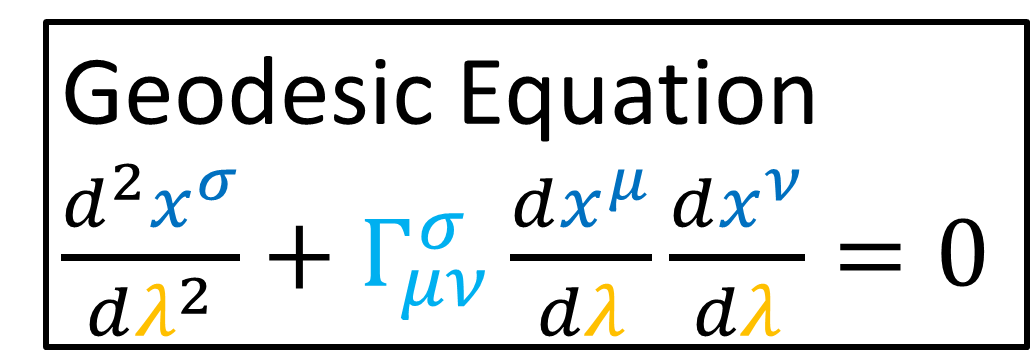 Geodesic Equation
d²x^σ/dλ² + Γ^σ_μν dx^μ/dλ dx^ν/dλ = 0